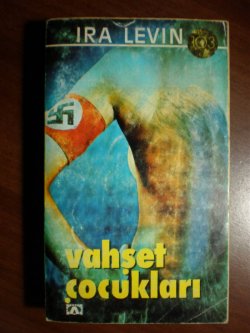 IRA LEVIN
vahşet
çocukları